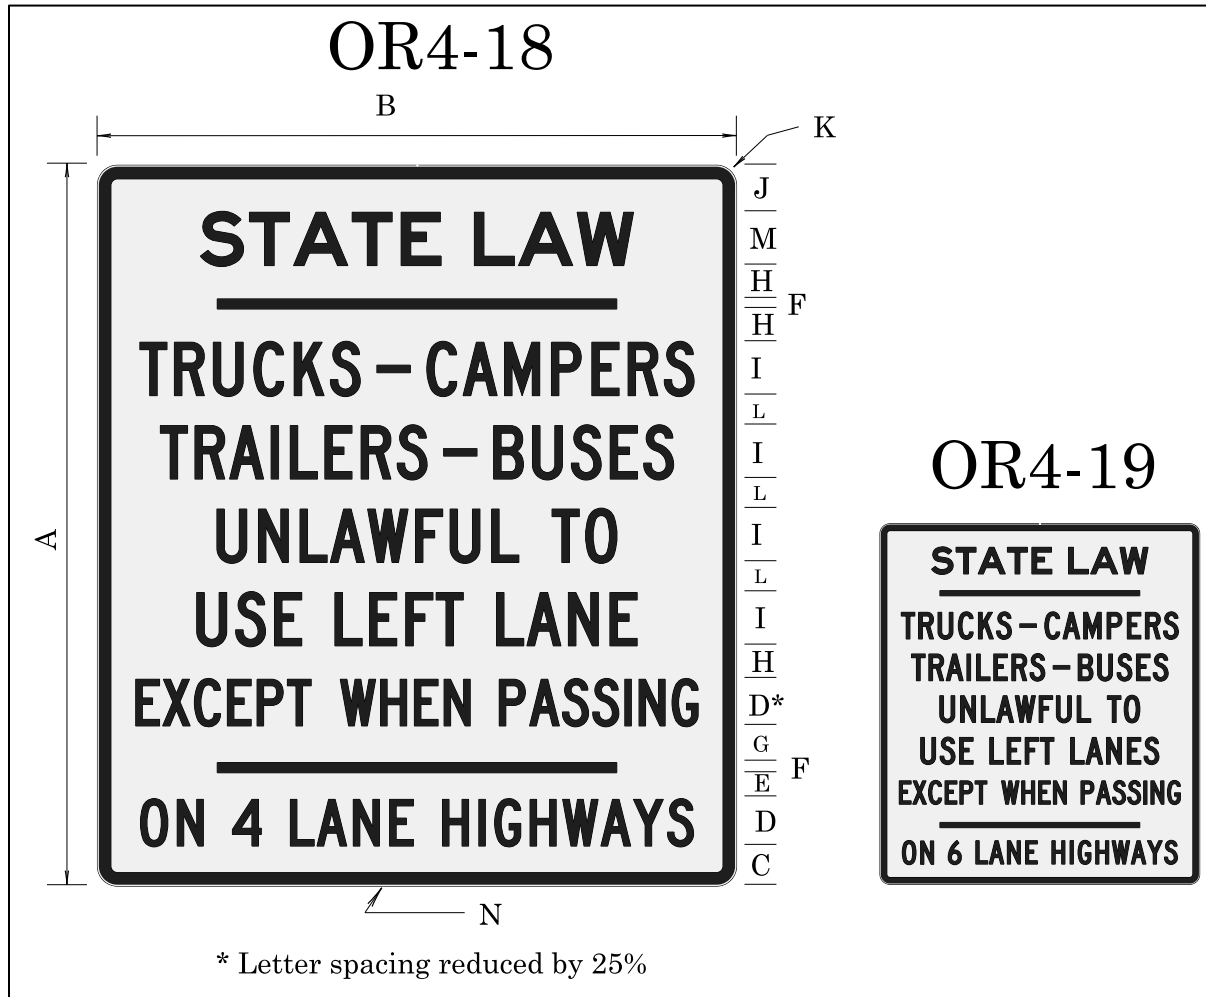 OR4-18
B
K
A
STATE LAW
TRUCKS – CAMPERS
TRAILERS – BUSES
UNLAWFUL TO
USE LEFT LANE
EXCEPT WHEN PASSING
ON 4 LANE HIGHWAYS
J
M
H
F
H
I
L
I
L
I
L
I
H
D*
G
F
E
D
C
N
* Letter spacing reduced by 25%
OR4-19
STATE LAW
TRUCKS – CAMPERS
TRAILERS – BUSES
UNLAWFUL TO
USE LEFT LANES
EXCEPT WHEN PASSING
ON 6 LANE HIGHWAYS